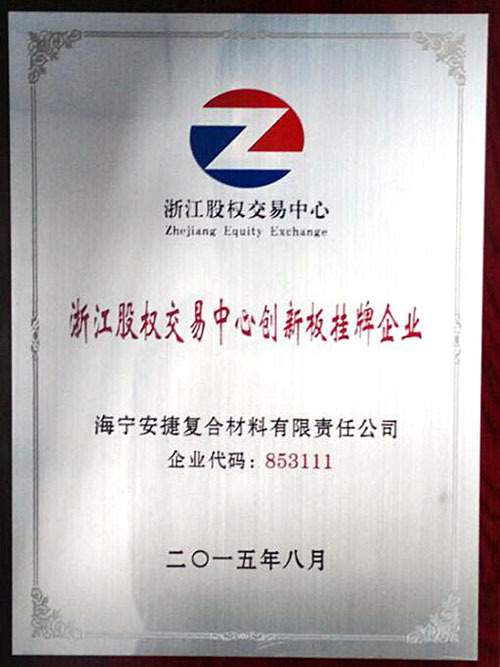 Z
浙江股权交易中心
Zhejiang Equity Exchange
浙江股权交易中心创新板挂牌企业
海宁安捷复合材料有限责任公司
企业代码：853111
二〇一五年八月